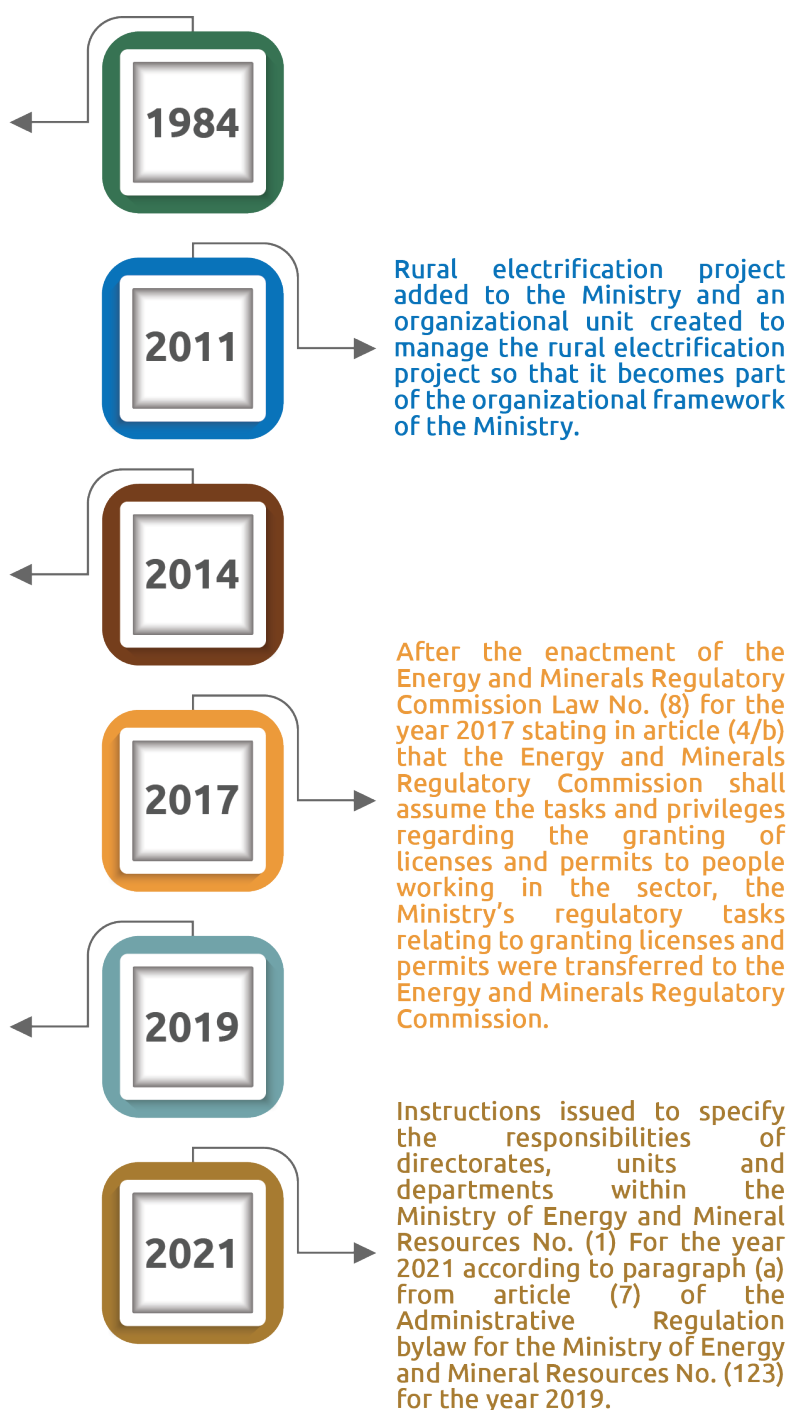 1984
2011
Rural electrification project
added to the Ministry and an
organizational unit created to
manage the rural electrification
project so that it becomes part
of the organizational framework
of the Ministry.
2014
2017
After the enactment of the
Energy and Minerals Regulatory
Commission Law No. (8) for the
year 2017 stating in article (4/b)
that the Energy and Minerals
Regulatory Commission shall
assume the tasks and privileges
regarding the granting of
licenses and permits to people
working in the sector, the
Ministry’s regulatory tasks
relating to granting licenses and
permits were transferred to the
Energy and Minerals Regulatory
Commission.
2019
2021
Instructions issued to specify
the responsibilities of
directorates, units and
departments within the
Ministry of Energy and Mineral
Resources No. (1) For the year
2021 according to paragraph (a)
from article (7) of the
Administrative Regulation
bylaw for the Ministry of Energy
and Mineral Resources No. (123)
for the year 2019.